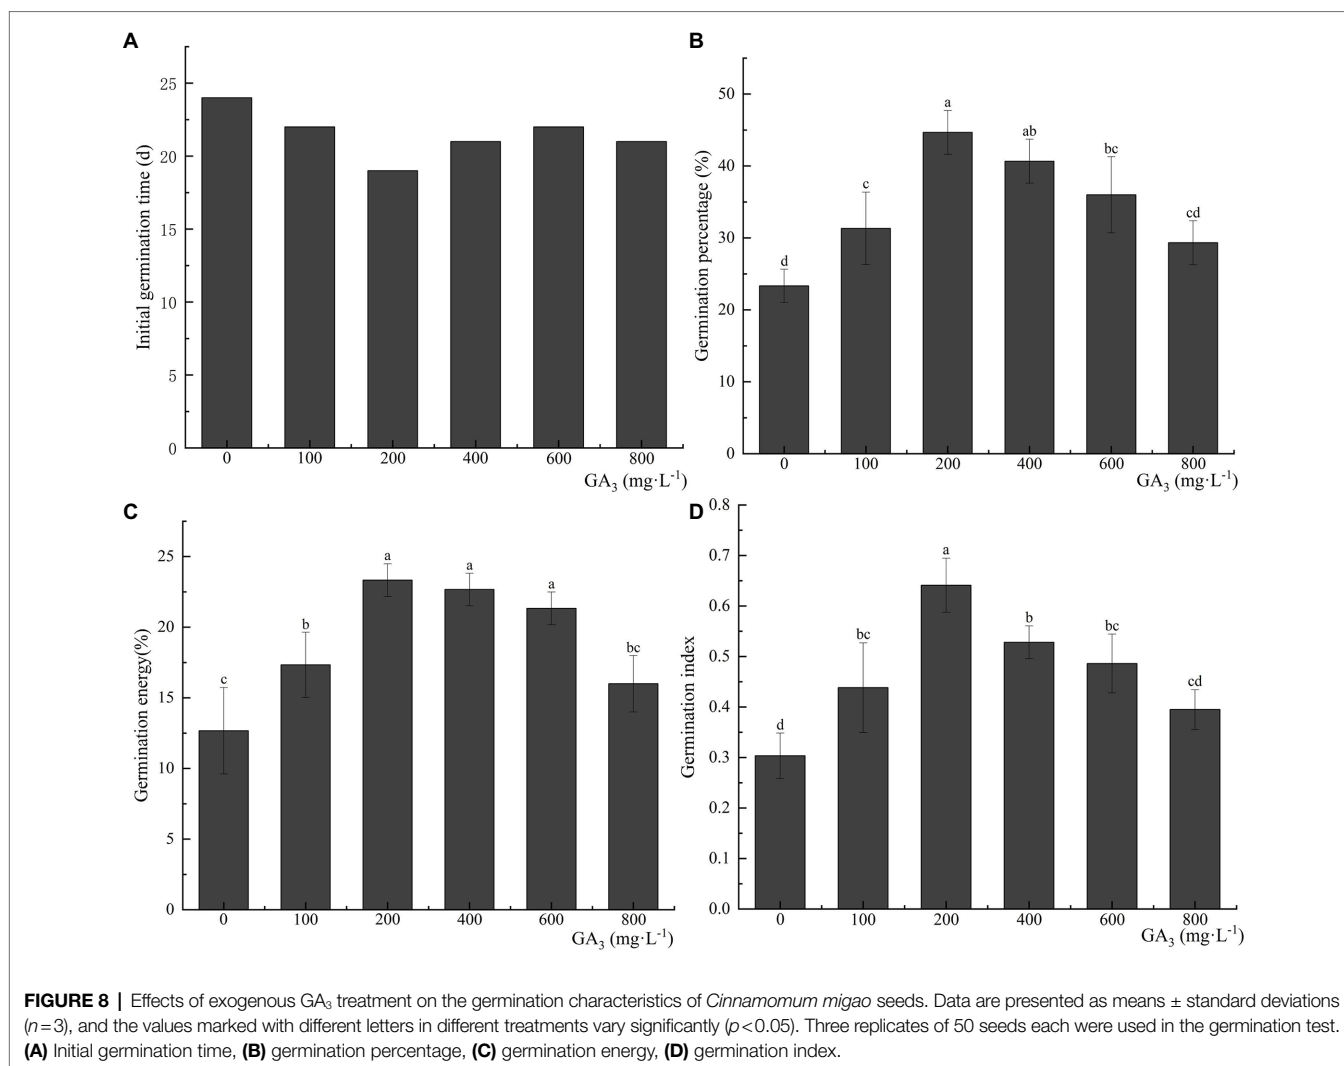 A
Initial germination time (d)
25
20
15
10
5
0
0 100 200 400 600 800
GA₃ (mg·L⁻¹)
B
Germination percentage (%)
50
40
30
20
10
0
d c a ab bc cd
0 100 200 400 600 800
GA₃ (mg·L⁻¹)
C
Germination energy(%)
25
20
15
10
5
0
c b a a a bc
0 100 200 400 600 800
GA₃ (mg·L⁻¹)
D
Germination index
0.8
0.7
0.6
0.5
0.4
0.3
0.2
0.1
0.0
d bc a b bc cd
0 100 200 400 600 800
GA₃ (mg·L⁻¹)
FIGURE 8 | Effects of exogenous GA₃ treatment on the germination characteristics of Cinnamomum migao seeds. Data are presented as means ± standard deviations
(n=3), and the values marked with different letters in different treatments vary significantly (p<0.05). Three replicates of 50 seeds each were used in the germination test.
(A) Initial germination time, (B) germination percentage, (C) germination energy, (D) germination index.